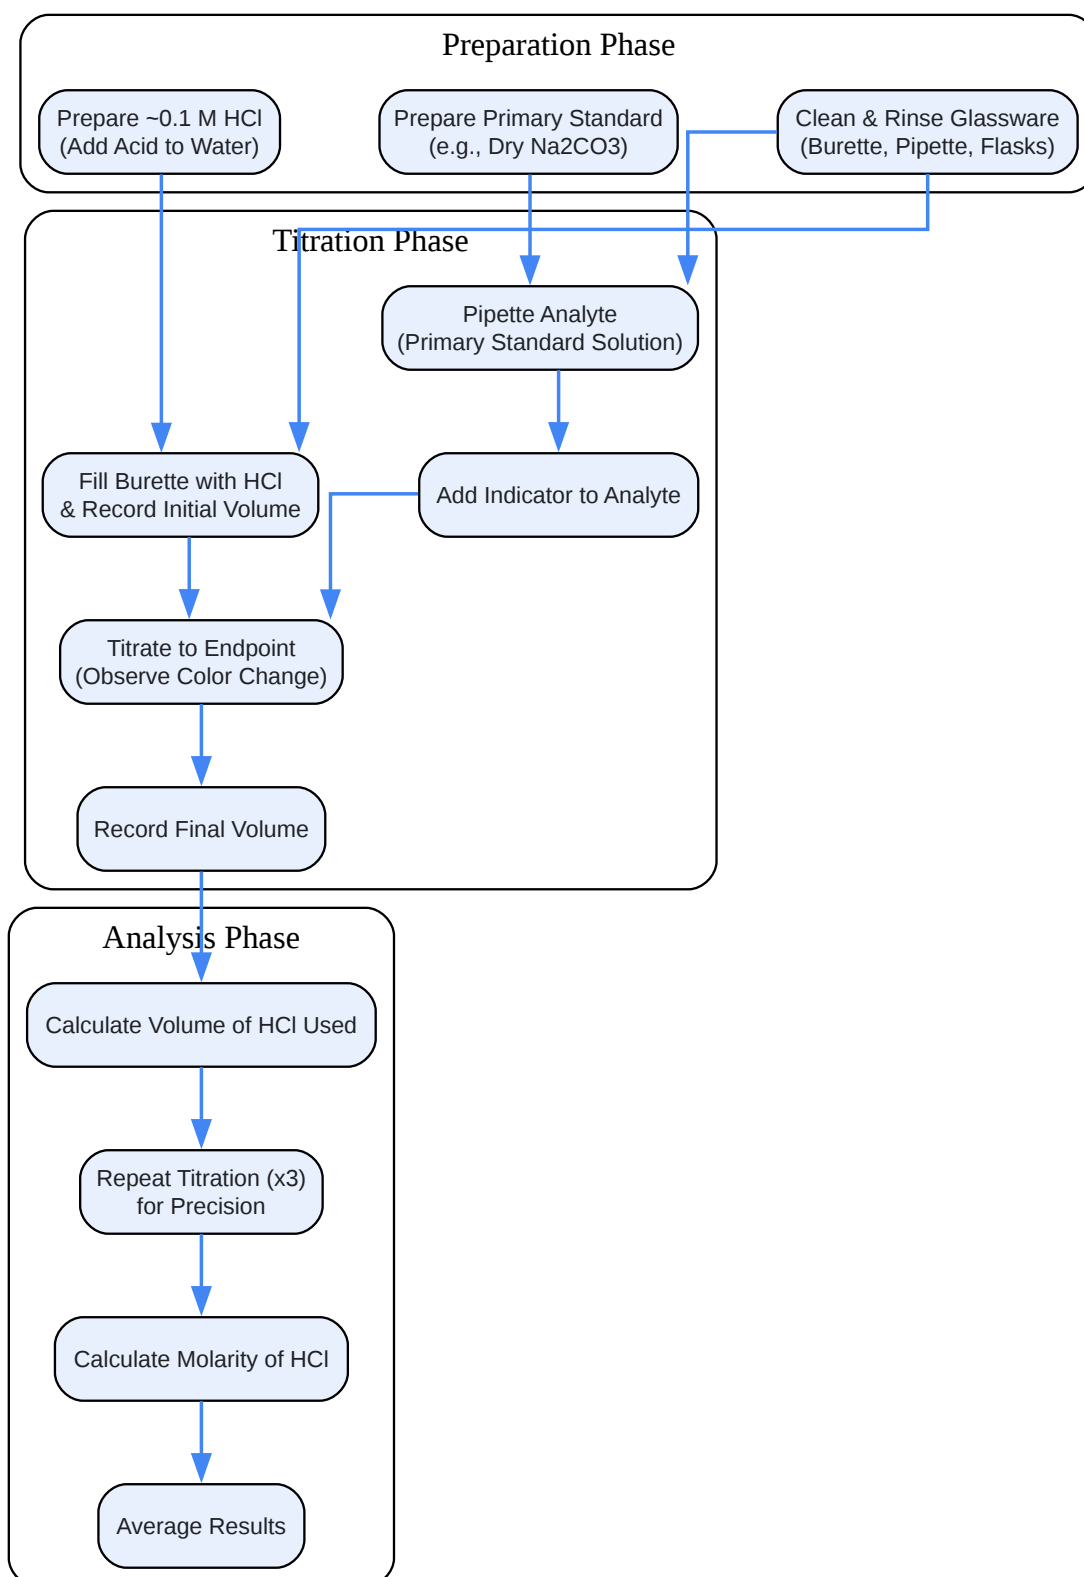 Preparation Phase
Prepare ~0.1 M HCl
(Add Acid to Water)
Prepare Primary Standard
(e.g., Dry Na2CO3)
Clean & Rinse Glassware
(Burette, Pipette, Flasks)
Titration Phase
Pipette Analyte
(Primary Standard Solution)
Fill Burette with HCl
& Record Initial Volume
Add Indicator to Analyte
Titrate to Endpoint
(Observe Color Change)
Record Final Volume
Analysis Phase
Calculate Volume of HCl Used
Repeat Titration (x3)
for Precision
Calculate Molarity of HCl
Average Results